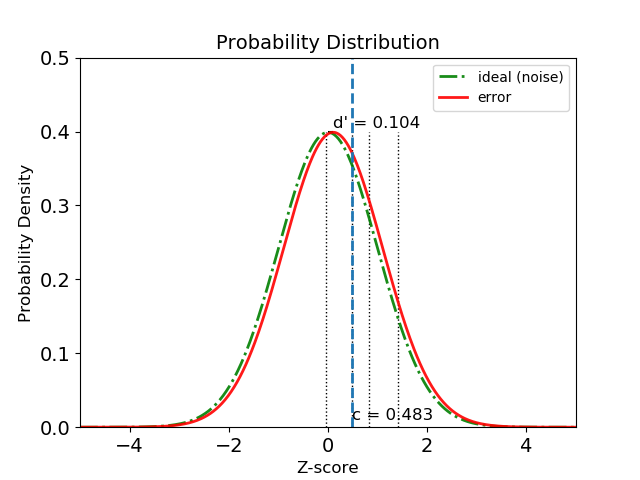 Probability Distribution
ideal (noise)
error
d' = 0.104
c = 0.483
Probability Density
0.5
0.4
0.3
0.2
0.1
0.0
−4
−2
0
2
4
Z-score